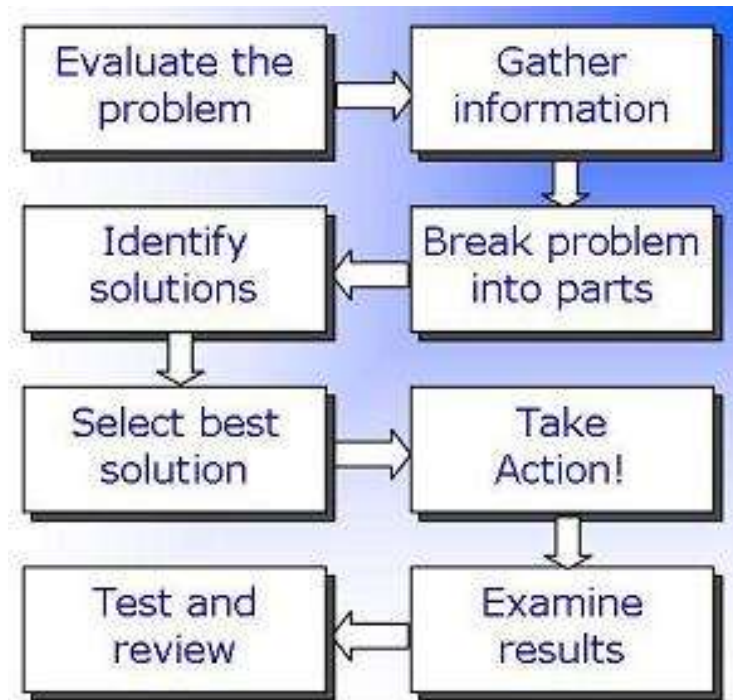 Evaluate the
problem
Gather
information
Break problem
into parts
Identify
solutions
Select best
solution
Take
Action!
Examine
results
Test and
review